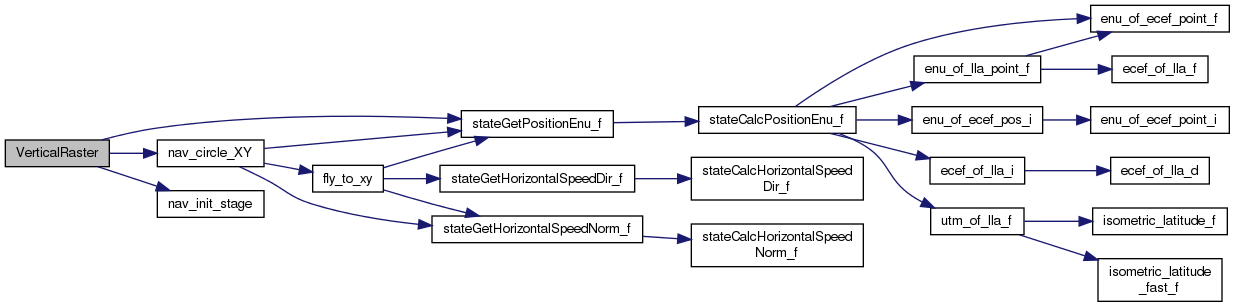 VerticalRaster
nav_circle_XY
nav_init_stage
fly_to_xy
stateGetPositionEnu_f
stateGetHorizontalSpeedDir_f
stateGetHorizontalSpeedNorm_f
stateCalcPositionEnu_f
stateCalcHorizontalSpeed
Dir_f
stateCalcHorizontalSpeed
Norm_f
enu_of_lla_point_f
enu_of_ecef_pos_i
ecef_of_lla_i
utm_of_lla_f
enu_of_ecef_point_f
ecef_of_lla_f
enu_of_ecef_point_i
ecef_of_lla_d
isometric_latitude_f
isometric_latitude
_fast_f